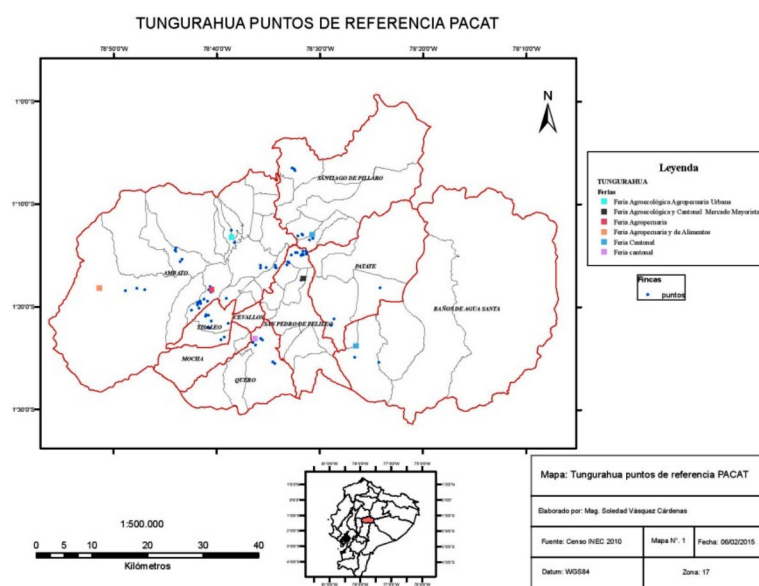 TUNGURAHUA PUNTOS DE REFERENCIA PACAT
78°50'0"W 78°40'0"W 78°30'0"W 78°20'0"W 78°10'0"W
1°0'0"S
1°10'0"S
1°20'0"S
1°30'0"S
N
SANTIAGO DE PILLARO
AMBATO
PATATE
BAÑOS DE AGUA SANTA
CEVALLOS
SAN PEDRO DE PELILEO
TISALEO
MOCHA
QUERO
Leyenda
TUNGURAHUA
Ferias
Feria Agroecológica Agropecuaria Urbana
Feria Agroecológica y Cantonal Mercado Mayorista
Feria Agropecuaria
Feria Agropecuaria y de Alimentos
Feria Cantonal
Feria cantonal
Fincas
puntos
1:500.000
0 5 10 20 30 40
Kilómetros
Mapa: Tungurahua puntos de referencia PACAT
Elaborado por: Mag. Soledad Vásquez Cárdenas
Fuente: Censo INEC 2010
Mapa N°. 1
Fecha: 06/02/2015
Datum: WGS84
Zona: 17